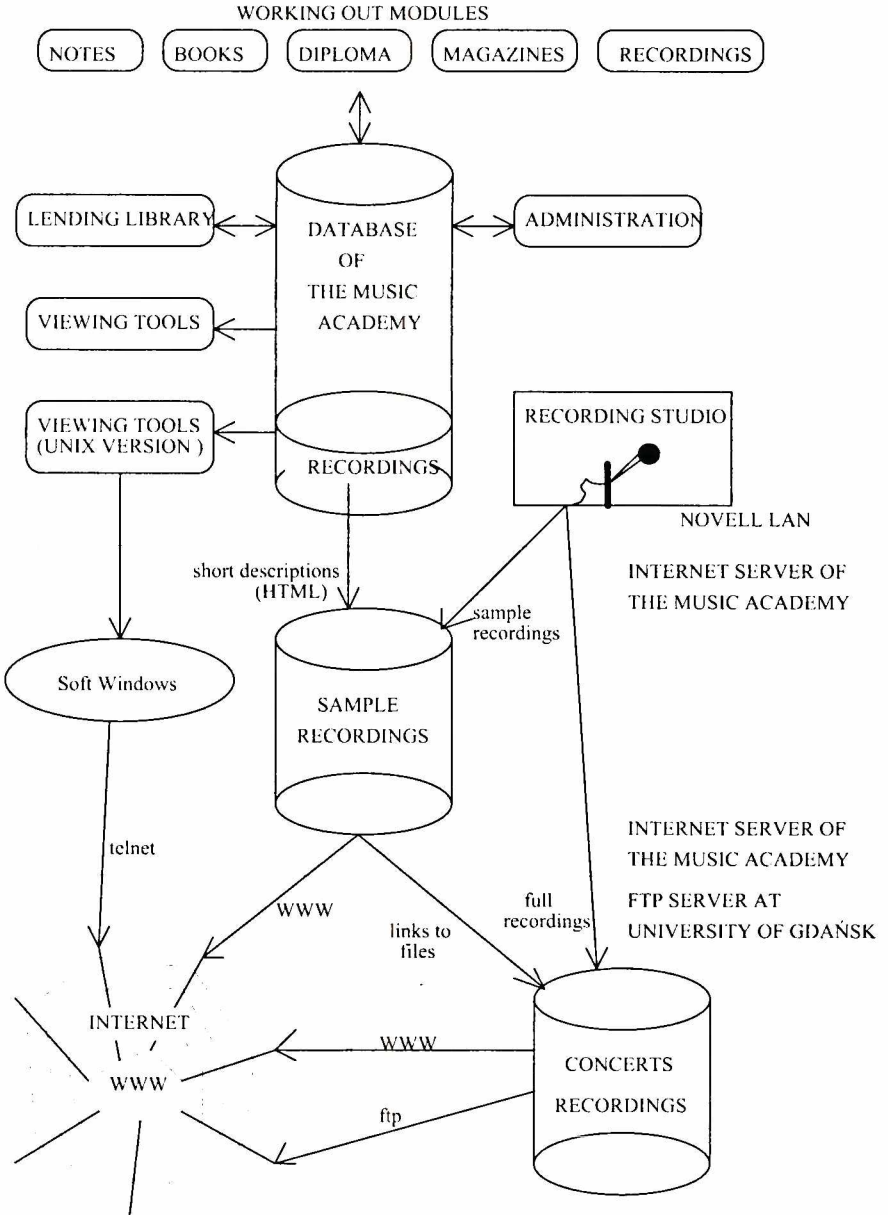 WORKING OUT MODULES
NOTES
BOOKS
DIPLOMA
MAGAZINES
RECORDINGS
LENDING LIBRARY
DATABASE
OF
THE MUSIC
ACADEMY
ADMINISTRATION
VIEWING TOOLS
VIEWING TOOLS
(UNIX VERSION )
RECORDINGS
RECORDING STUDIO
NOVELL LAN
short descriptions
(HTML)
INTERNET SERVER OF
THE MUSIC ACADEMY
sample
recordings
Soft Windows
SAMPLE
RECORDINGS
telnet
WWW
links to
files
full
recordings
INTERNET SERVER OF
THE MUSIC ACADEMY
FTP SERVER AT
UNIVERSITY OF GDAŃSK
INTERNET
WWW
WWW
ftp
CONCERTS
RECORDINGS